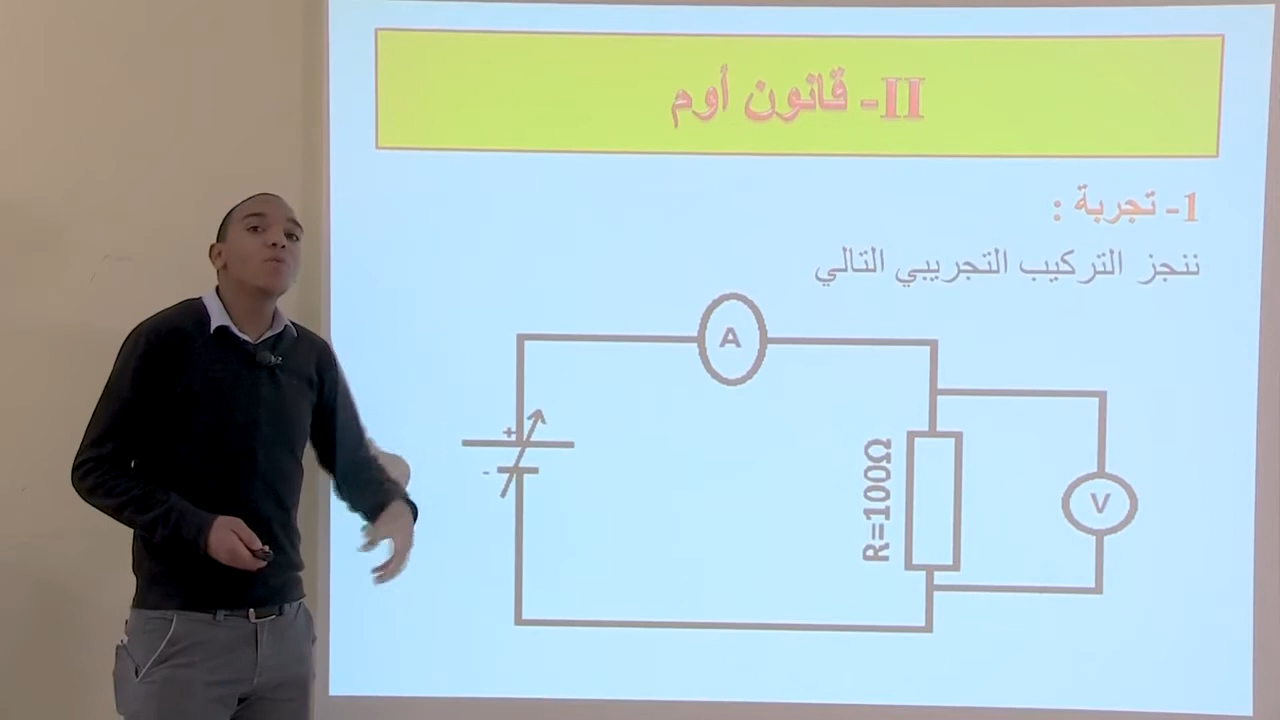 II- قانون أوم
1- تجربة :
ننجز التركيب التجريبي التالي
A
+
-
R=100Ω
V